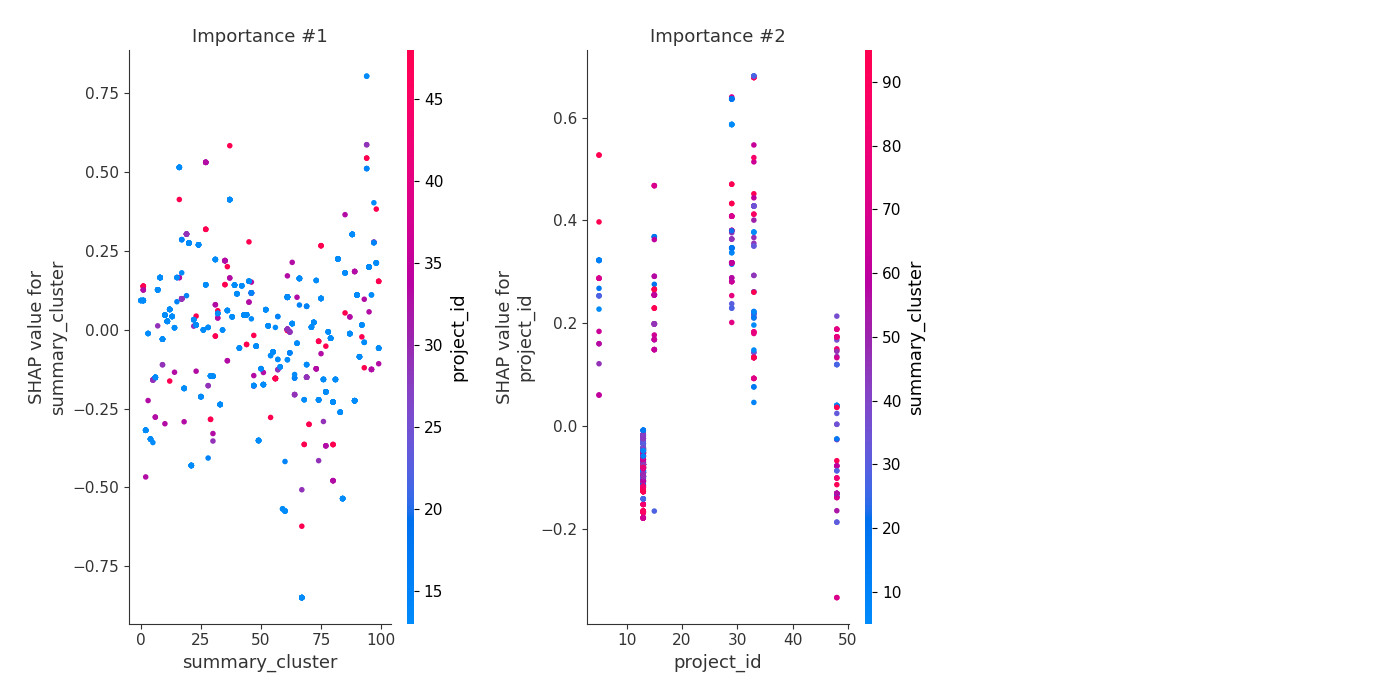 Importance #1
0.75
0.50
0.25
0.00
−0.25
−0.50
−0.75
SHAP value for
summary_cluster
0 25 50 75 100
summary_cluster
45
40
35
30
25
20
15
project_id
Importance #2
0.6
0.4
0.2
0.0
−0.2
SHAP value for
project_id
10 20 30 40 50
project_id
90
80
70
60
50
40
30
20
10
summary_cluster